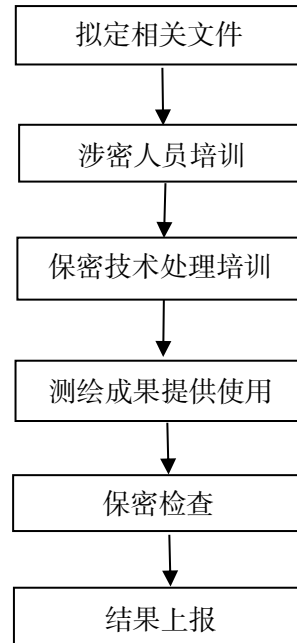 拟定相关文件
涉密人员培训
保密技术处理培训
测绘成果提供使用
保密检查
结果上报